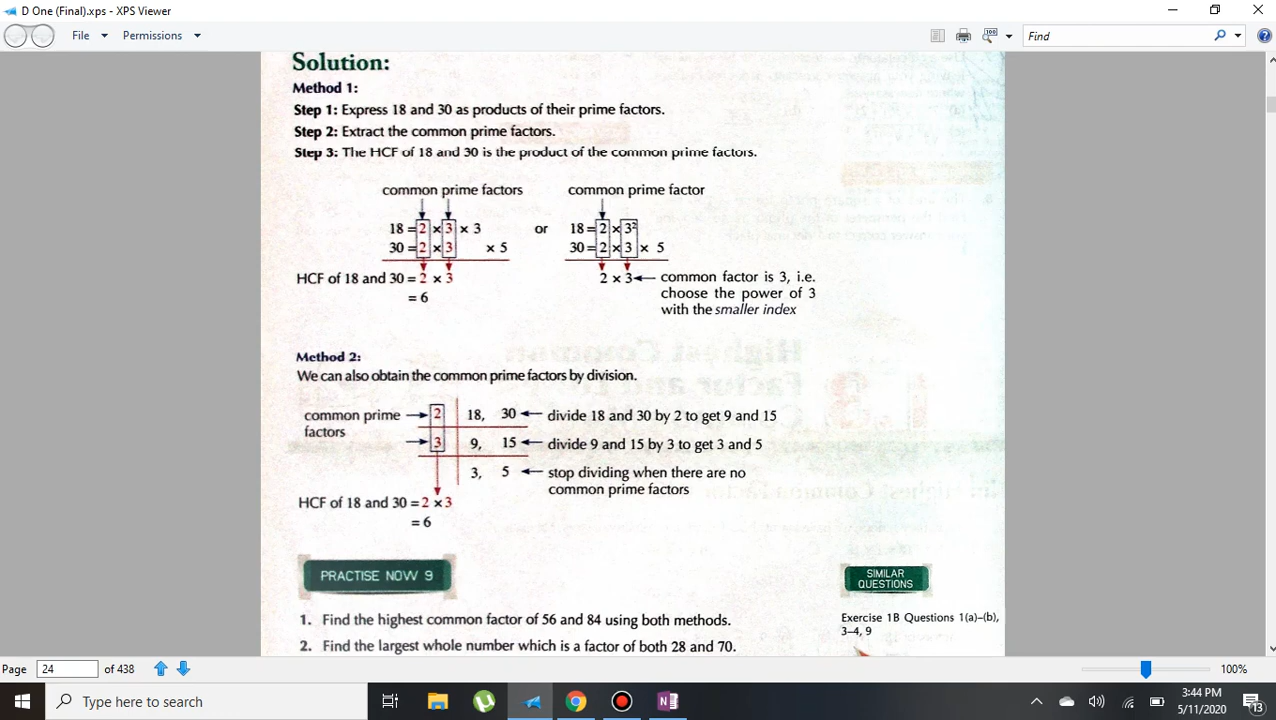 D One (Final).xps - XPS Viewer
File Permissions Find
Solution:
Method 1:
Step 1: Express 18 and 30 as products of their prime factors.
Step 2: Extract the common prime factors.
Step 3: The HCF of 18 and 30 is the product of the common prime factors.
common prime factors common prime factor
18 = 2 × 3 × 3 or 18 = 2 × 3²
30 = 2 × 3 × 5 30 = 2 × 3 × 5
HCF of 18 and 30 = 2 × 3 2 × 3 common factor is 3, i.e.
= 6 choose the power of 3
with the smaller index
Method 2:
We can also obtain the common prime factors by division.
common prime 2 18, 30 divide 18 and 30 by 2 to get 9 and 15
factors
3 9, 15 divide 9 and 15 by 3 to get 3 and 5
3, 5 stop dividing when there are no
common prime factors
HCF of 18 and 30 = 2 × 3
= 6
PRACTISE NOW 9
SIMILAR
QUESTIONS
1. Find the highest common factor of 56 and 84 using both methods.
2. Find the largest whole number which is a factor of both 28 and 70.
Exercise 1B Questions 1(a)–(b),
3–4, 9
Page 24 of 438 100%
Type here to search
3:44 PM
5/11/2020
13